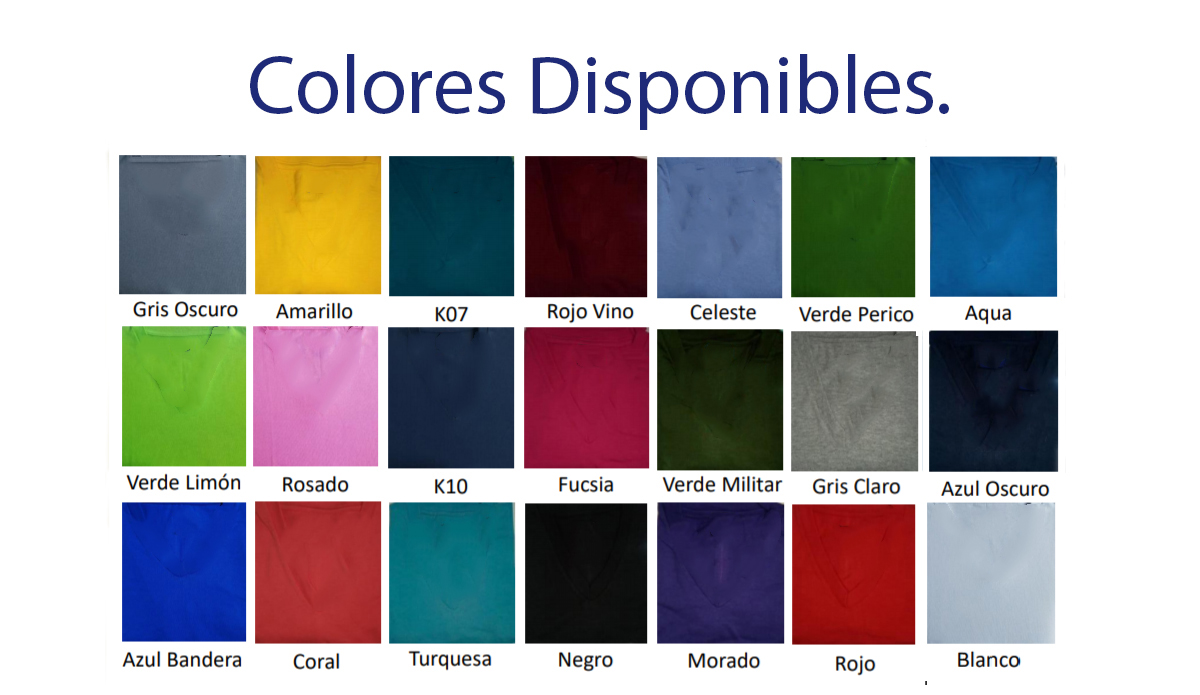 Colores Disponibles.
Gris Oscuro
Amarillo
K07
Rojo Vino
Celeste
Verde Perico
Aqua
Verde Limón
Rosado
K10
Fucsia
Verde Militar
Gris Claro
Azul Oscuro
Azul Bandera
Coral
Turquesa
Negro
Morado
Rojo
Blanco